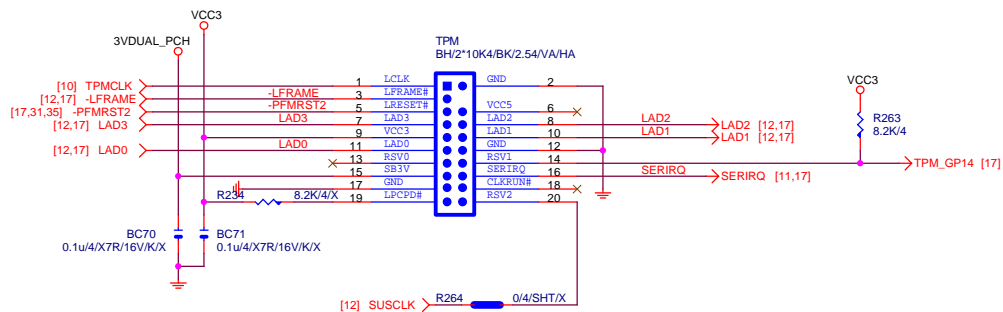 VCC3
3VDUAL_PCH
TPM
BH/2*10K4/BK/2.54/VA/HA
VCC3
[10] TPMCLK 1 LCLK GND 2
[12,17] -LFRAME -LFRAME 3 LFRAME#
[17,31,35] -PFMRST2 -PFMRST2 5 LRESET# VCC5 6
[12,17] LAD3 LAD3 7 LAD3 LAD2 8 LAD2 LAD2 [12,17]
9 VCC3 LAD1 10 LAD1 LAD1 [12,17]
[12,17] LAD0 LAD0 11 LAD0 GND 12
13 RSV0 RSV1 14 TPM_GP14 [17]
15 SB3V SERIRQ 16 SERIRQ SERIRQ [11,17]
17 GND CLKRUN# 18
R234 8.2K/4/X 19 LPCPD# RSV2 20
R263
8.2K/4
BC70
0.1u/4/X7R/16V/K/X
BC71
0.1u/4/X7R/16V/K/X
[12] SUSCLK R264 0/4/SHT/X